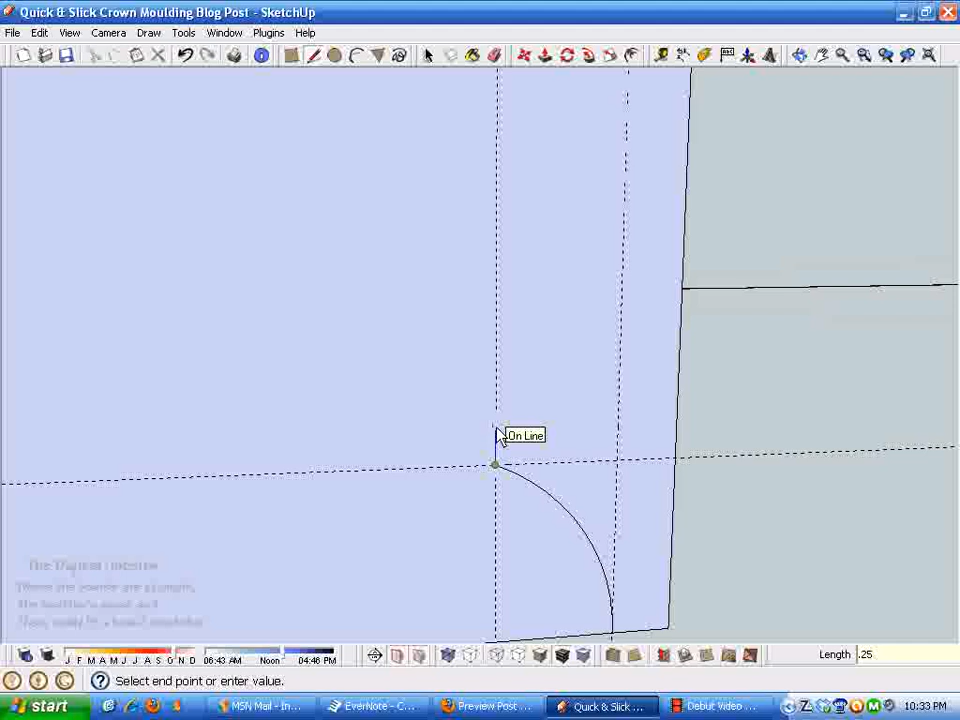 Quick & Slick Crown Moulding Blog Post - SketchUp
File Edit View Camera Draw Tools Window Plugins Help
On Line
J F M A M J J A S O N D 06:43 AM Noon 04:46 PM Length .25
Select end point or enter value.
start MSN Mail - In... EverNote - C... Preview Post ... Quick & Slick ... Debut Video ... 10:33 PM